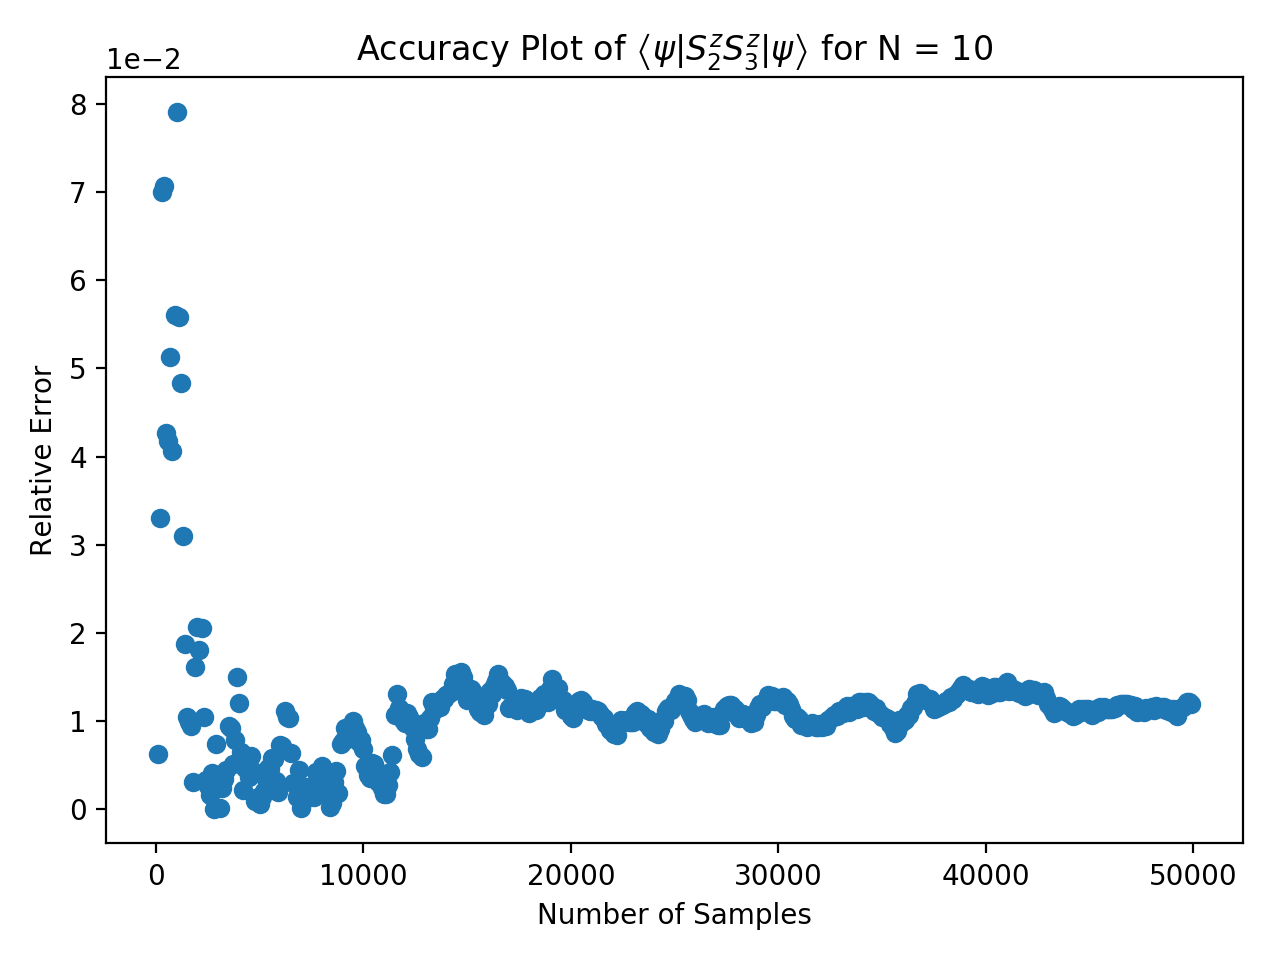 Accuracy Plot of ⟨ψ|S₂ᶻS₃ᶻ|ψ⟩ for N = 10
1e−2
8
7
6
5
4
3
2
1
0
Relative Error
0 10000 20000 30000 40000 50000
Number of Samples